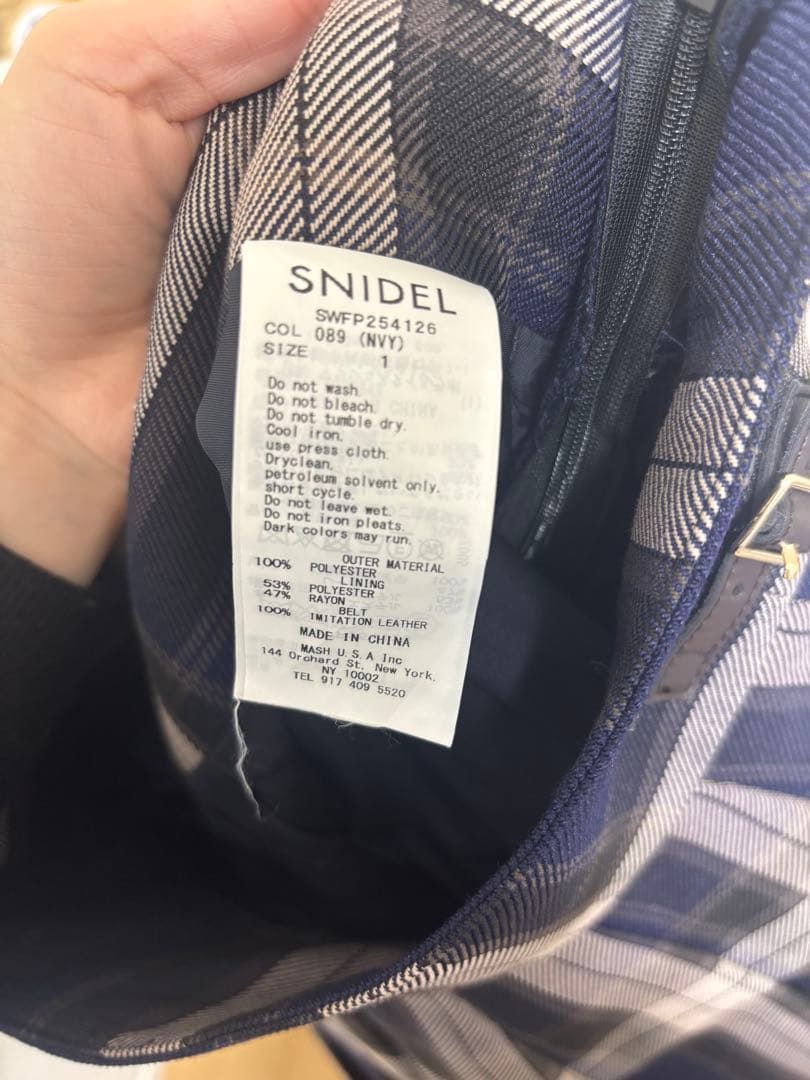 SNIDEL
SWFP254126
COL 089 (NVY)
SIZE 1
Do not wash.
Do not bleach.
Do not tumble dry.
Cool iron.
use press cloth.
Dryclean.
petroleum solvent only.
short cycle.
Do not leave wet.
Do not iron pleats.
Dark colors may run.
OUTER MATERIAL
100% POLYESTER
LINING
53% POLYESTER
47% RAYON
BELT
100% IMITATION LEATHER
MADE IN CHINA
MASH U.S.A Inc
144 Orchard St. New York.
NY 10002
TEL 917 409 5520